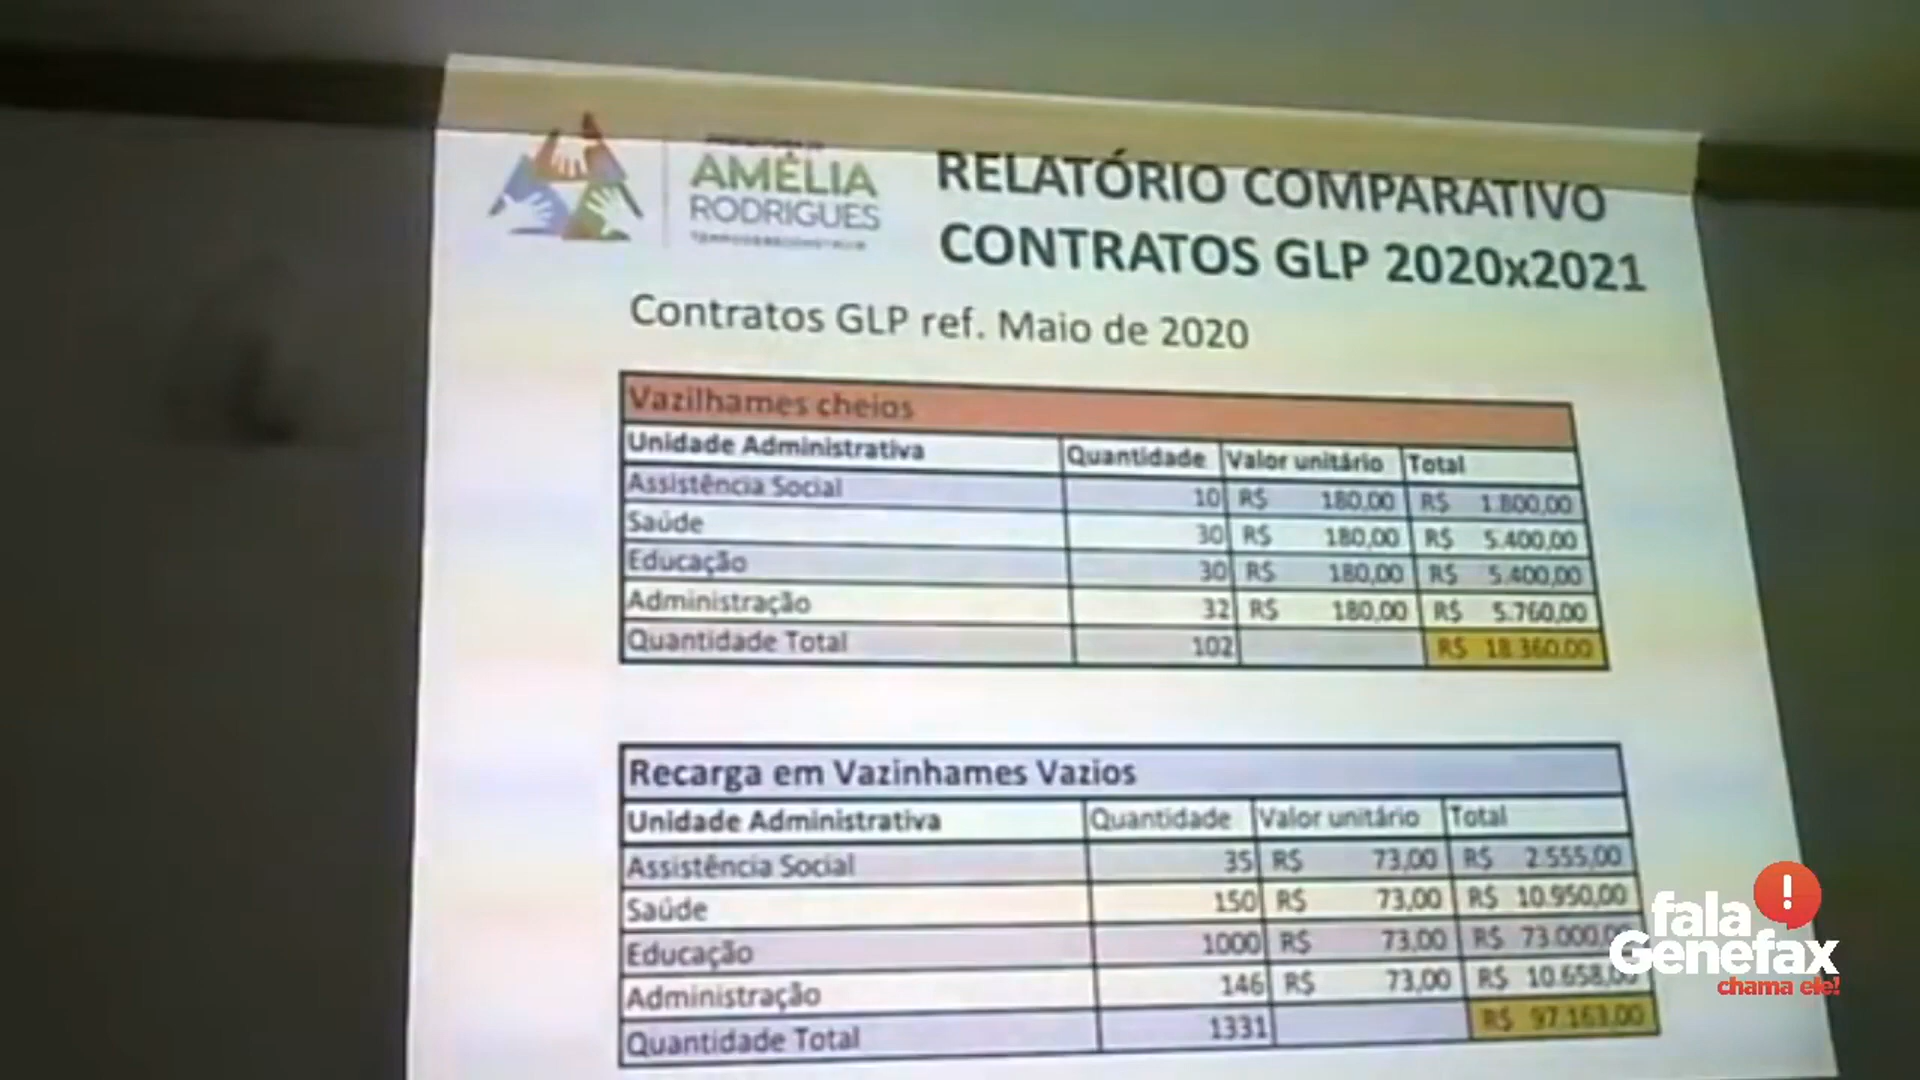 AMÉLIA
RODRIGUES
RELATÓRIO COMPARATIVO
CONTRATOS GLP 2020x2021
Contratos GLP ref. Maio de 2020
Vazilhames cheios
Unidade Administrativa Quantidade Valor unitário Total
Assistência Social 10 R$ 180,00 R$ 1.800,00
Saúde 30 R$ 180,00 R$ 5.400,00
Educação 30 R$ 180,00 R$ 5.400,00
Administração 32 R$ 180,00 R$ 5.760,00
Quantidade Total 102 R$ 18.360,00
Recarga em Vazinhames Vazios
Unidade Administrativa Quantidade Valor unitário Total
Assistência Social 35 R$ 73,00 R$ 2.555,00
Saúde 150 R$ 73,00 R$ 10.950,00
Educação 1000 R$ 73,00 R$ 73.000,00
Administração 146 R$ 73,00 R$ 10.658,00
Quantidade Total 1331 R$ 97.163,00
fala
Genefax
chama ele!